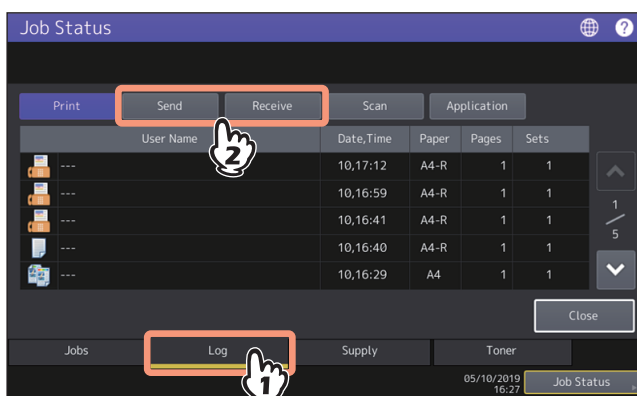 Job Status ?
Print Send Receive Scan Application
User Name Date,Time Paper Pages Sets
--- 10,17:12 A4-R 1 1
--- 10,16:59 A4-R 1 1
--- 10,16:41 A4-R 1 1
--- 10,16:40 A4-R 1 1
--- 10,16:29 A4 1 1
1
5
2
Close
Jobs Log Supply Toner
1
05/10/2019
16:27
Job Status